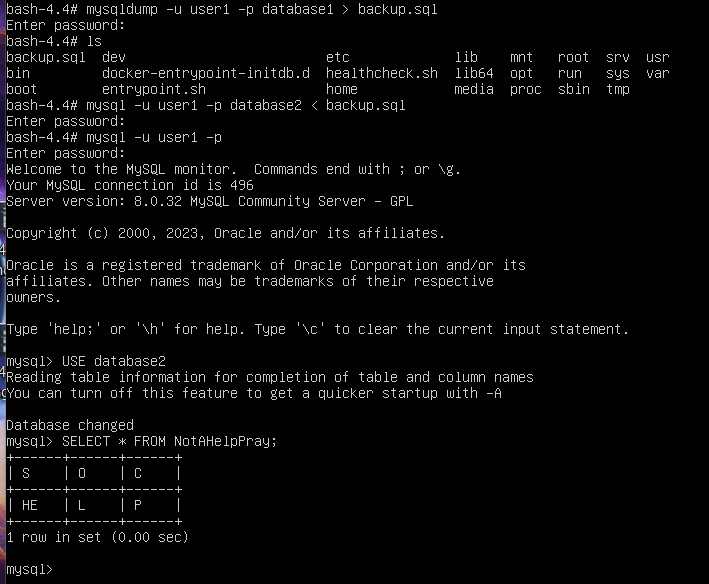 bash-4.4# mysqldump -u user1 -p database1 > backup.sql
Enter password:
bash-4.4# ls
backup.sql  dev                         etc             lib    mnt   root  srv  usr
bin         docker-entrypoint-initdb.d  healthcheck.sh  lib64  opt   run   sys  var
boot        entrypoint.sh               home            media  proc  sbin  tmp
bash-4.4# mysql -u user1 -p database2 < backup.sql
Enter password:
bash-4.4# mysql -u user1 -p
Enter password:
Welcome to the MySQL monitor.  Commands end with ; or \g.
Your MySQL connection id is 496
Server version: 8.0.32 MySQL Community Server - GPL

Copyright (c) 2000, 2023, Oracle and/or its affiliates.

Oracle is a registered trademark of Oracle Corporation and/or its
affiliates. Other names may be trademarks of their respective
owners.

Type 'help;' or '\h' for help. Type '\c' to clear the current input statement.

mysql> USE database2
Reading table information for completion of table and column names
You can turn off this feature to get a quicker startup with -A

Database changed
mysql> SELECT * FROM NotAHelpPray;
+------+------+------+
| S    | O    | C    |
+------+------+------+
| HE   | L    | P    |
+------+------+------+
1 row in set (0.00 sec)

mysql>